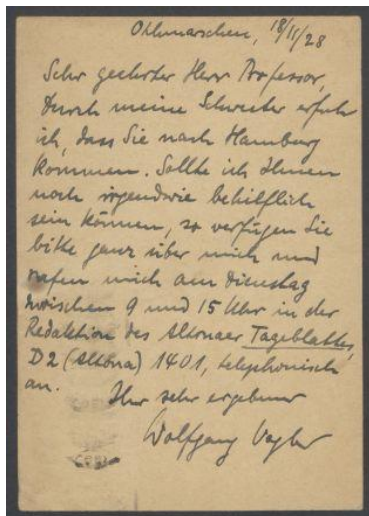 Othmarschen, 18/11/28
Sehr geehrter Herr Professor,
durch meine Schwester erfuhr
ich, dass Sie nach Hamburg
kommen. Sollte ich Ihnen
noch irgendwie behilflich
sein können, so verfügen Sie
bitte ganz über mich und
rufen mich am Dienstag
zwischen 9 und 15 Uhr in der
Redaktion des Altonaer Tageblattes,
D2 (Altona) 1401, telephonisch
an. Ihr sehr ergebener
Wolfgang